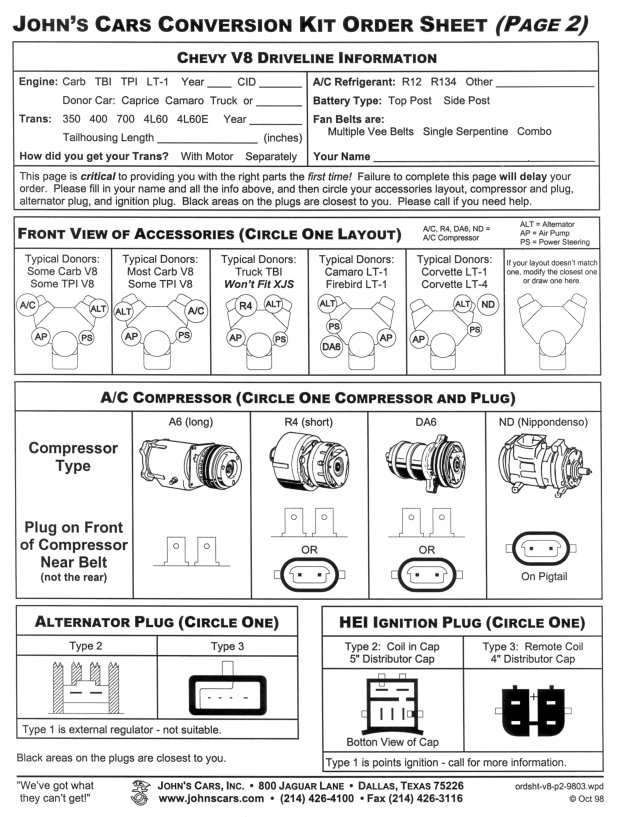 JOHN'S CARS CONVERSION KIT ORDER SHEET (PAGE 2)
CHEVY V8 DRIVELINE INFORMATION
Engine: Carb TBI TPI LT-1 Year ____ CID ____
Donor Car: Caprice Camaro Truck or ________
Trans: 350 400 700 4L60 4L60E Year ________
Tailhousing Length ________________ (inches)
How did you get your Trans? With Motor Separately
A/C Refrigerant: R12 R134 Other ________________
Battery Type: Top Post Side Post
Fan Belts are:
Multiple Vee Belts Single Serpentine Combo
Your Name ________________________________
This page is critical to providing you with the right parts the first time! Failure to complete this page will delay your
order. Please fill in your name and all the info above, and then circle your accessories layout, compressor and plug,
alternator plug, and ignition plug. Black areas on the plugs are closest to you. Please call if you need help.
FRONT VIEW OF ACCESSORIES (CIRCLE ONE LAYOUT)
A/C, R4, DA6, ND =
A/C Compressor
ALT = Alternator
AP = Air Pump
PS = Power Steering
Typical Donors:
Some Carb V8
Some TPI V8
A/C
ALT
AP
PS
Typical Donors:
Most Carb V8
Some TPI V8
ALT
A/C
AP
PS
Typical Donors:
Truck TBI
Won't Fit XJS
R4
ALT
AP
PS
Typical Donors:
Camaro LT-1
Firebird LT-1
ALT
PS
DA6
AP
Typical Donors:
Corvette LT-1
Corvette LT-4
ALT
ND
PS
AP
If your layout doesn't match
one, modify the closest one
or draw one here.
A/C COMPRESSOR (CIRCLE ONE COMPRESSOR AND PLUG)
Compressor
Type
A6 (long)
R4 (short)
DA6
ND (Nippondenso)
Plug on Front
of Compressor
Near Belt
(not the rear)
OR
OR
On Pigtail
ALTERNATOR PLUG (CIRCLE ONE)
Type 2
Type 3
Type 1 is external regulator - not suitable.
HEI IGNITION PLUG (CIRCLE ONE)
Type 2: Coil in Cap
5" Distributor Cap
Type 3: Remote Coil
4" Distributor Cap
Botton View of Cap
Type 1 is points ignition - call for more information.
Black areas on the plugs are closest to you.
"We've got what
they can't get!"
JOHN'S CARS, INC. • 800 JAGUAR LANE • DALLAS, TEXAS 75226
www.johnscars.com • (214) 426-4100 • Fax (214) 426-3116
ordsht-v8-p2-9803.wpd
© Oct 98